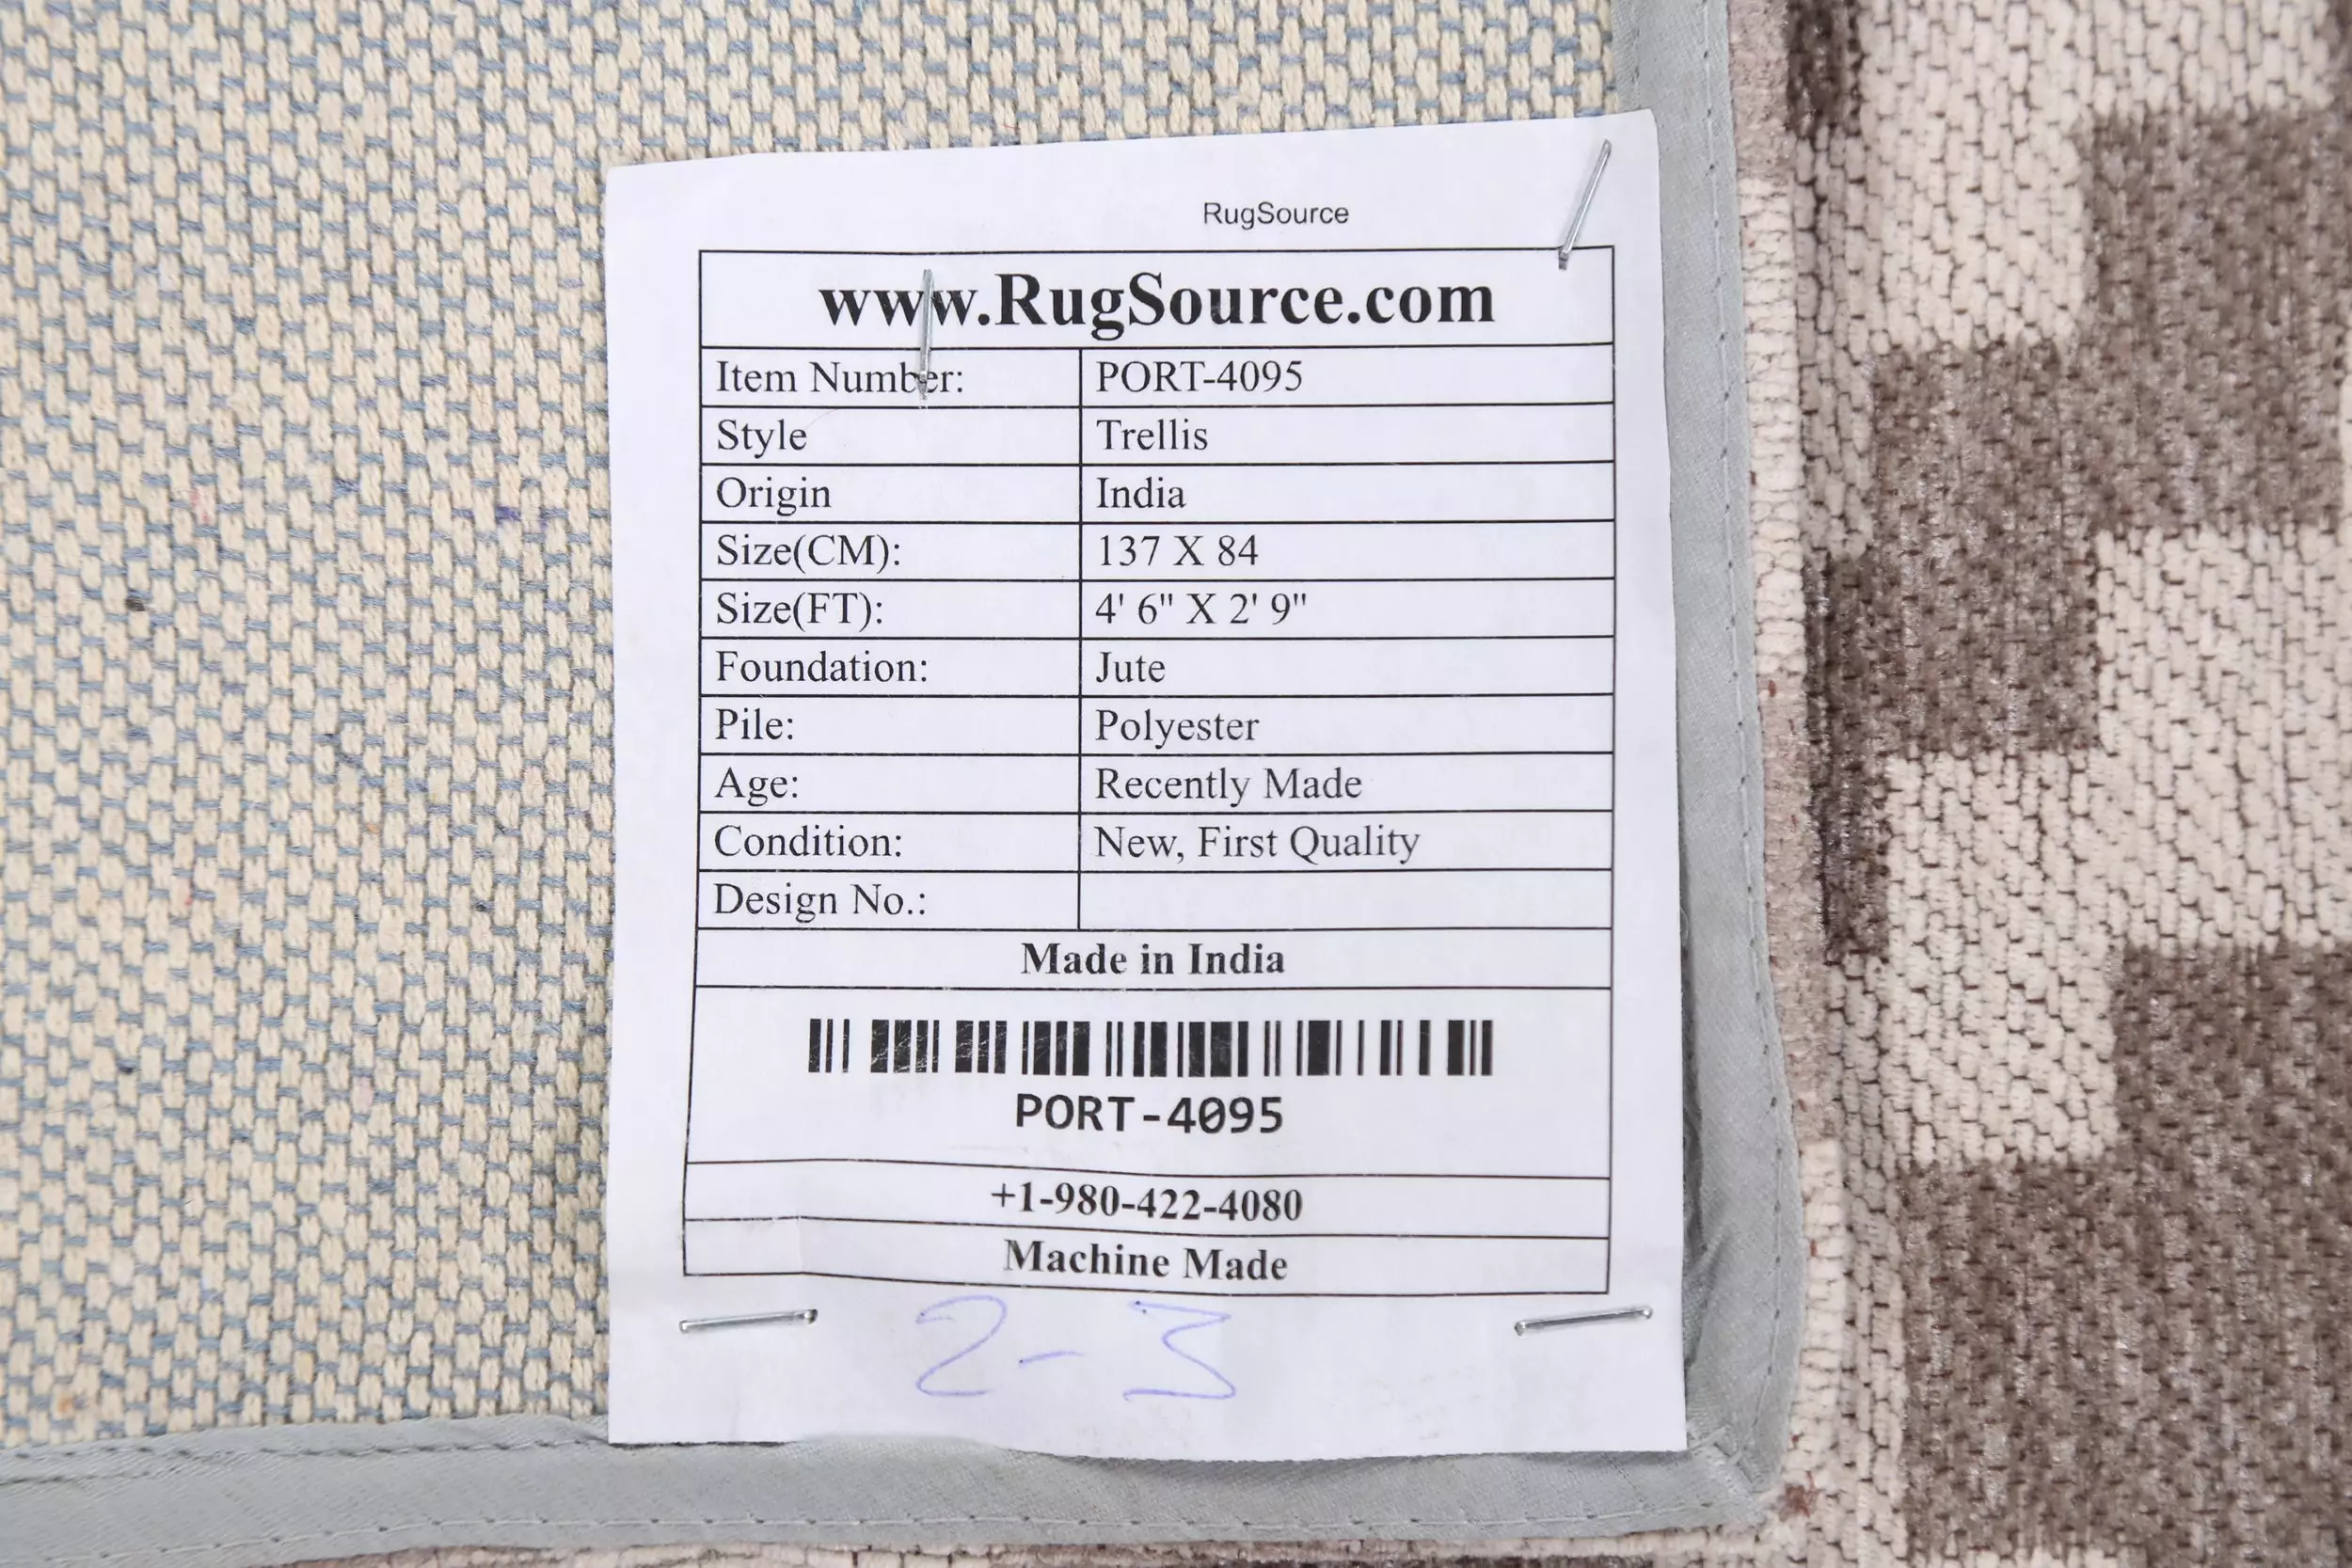 RugSource
www.RugSource.com
Item Number: PORT-4095
Style Trellis
Origin India
Size(CM): 137 X 84
Size(FT): 4' 6" X 2' 9"
Foundation: Jute
Pile: Polyester
Age: Recently Made
Condition: New, First Quality
Design No.:
Made in India
PORT-4095
+1-980-422-4080
Machine Made
2-3